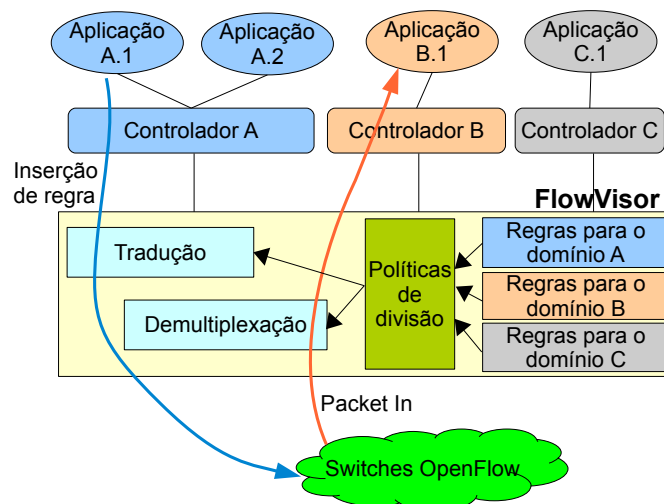 Aplicação
A.1
Aplicação
A.2
Aplicação
B.1
Aplicação
C.1
Controlador A
Controlador B
Controlador C
Inserção
de regra
FlowVisor
Tradução
Demultiplexação
Políticas
de
divisão
Regras para o
domínio A
Regras para o
domínio B
Regras para o
domínio C
Packet In
Switches OpenFlow